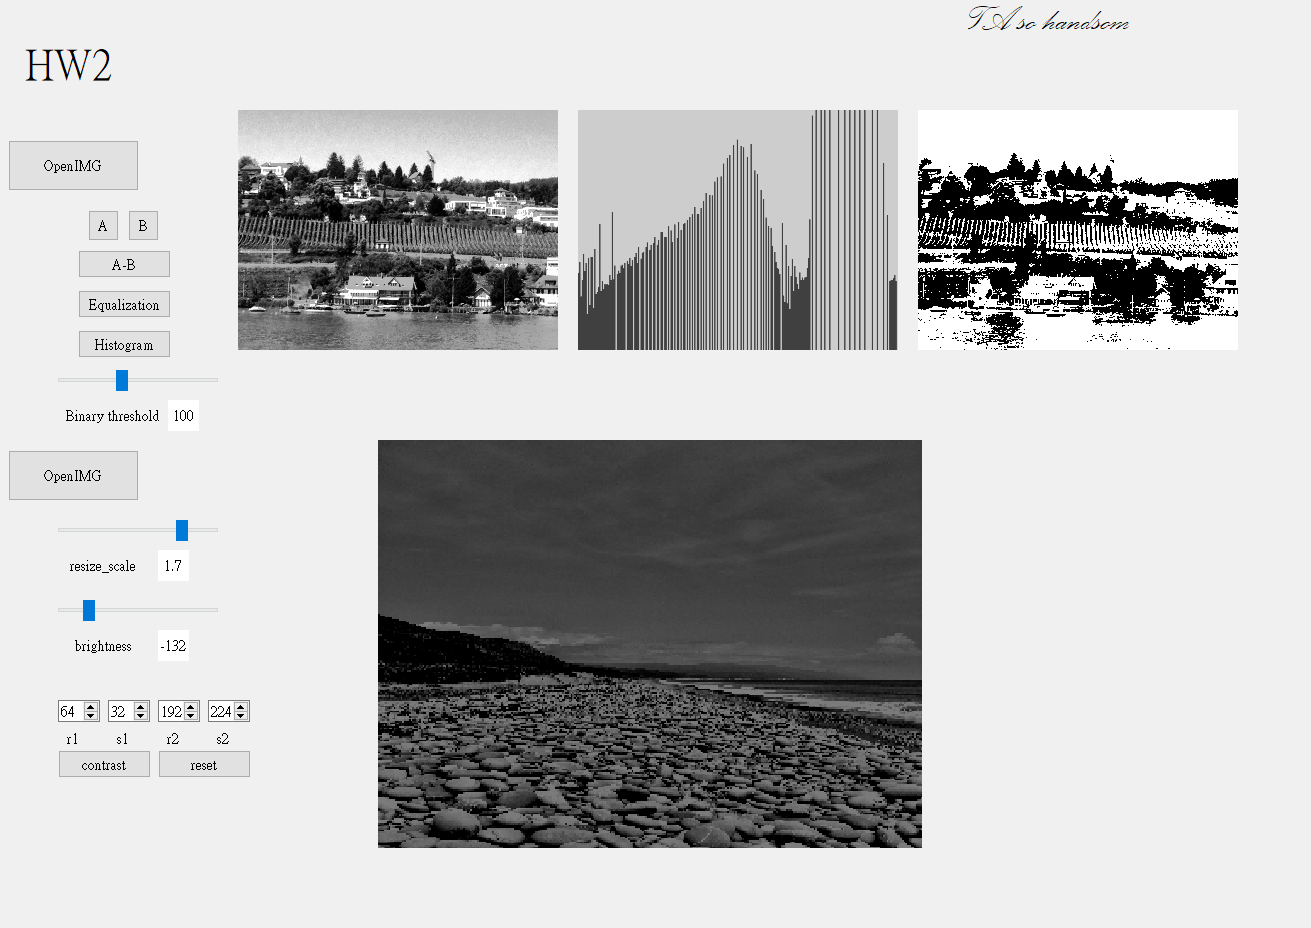 TA so handsom
HW2
OpenIMG
A B
A-B
Equalization
Histogram
Binary threshold 100
OpenIMG
resize_scale 1.7
brightness -132
64 32 192 224
r1 s1 r2 s2
contrast reset